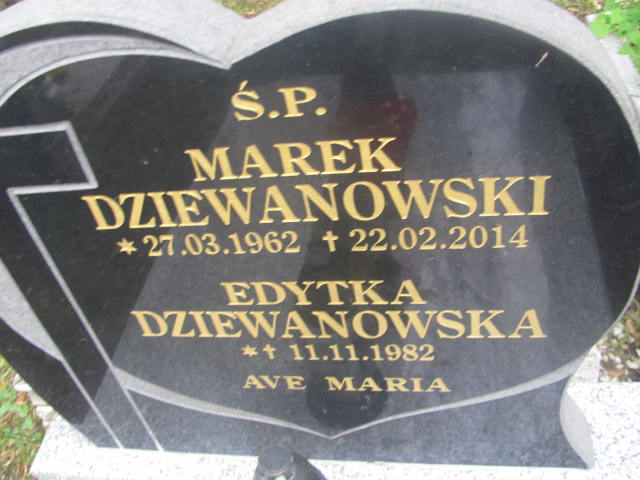 Ś.P.
MAREK
DZIEWANOWSKI
* 27.03.1962 ✝ 22.02.2014
EDYTKA
DZIEWANOWSKA
*✝ 11.11.1982
AVE MARIA